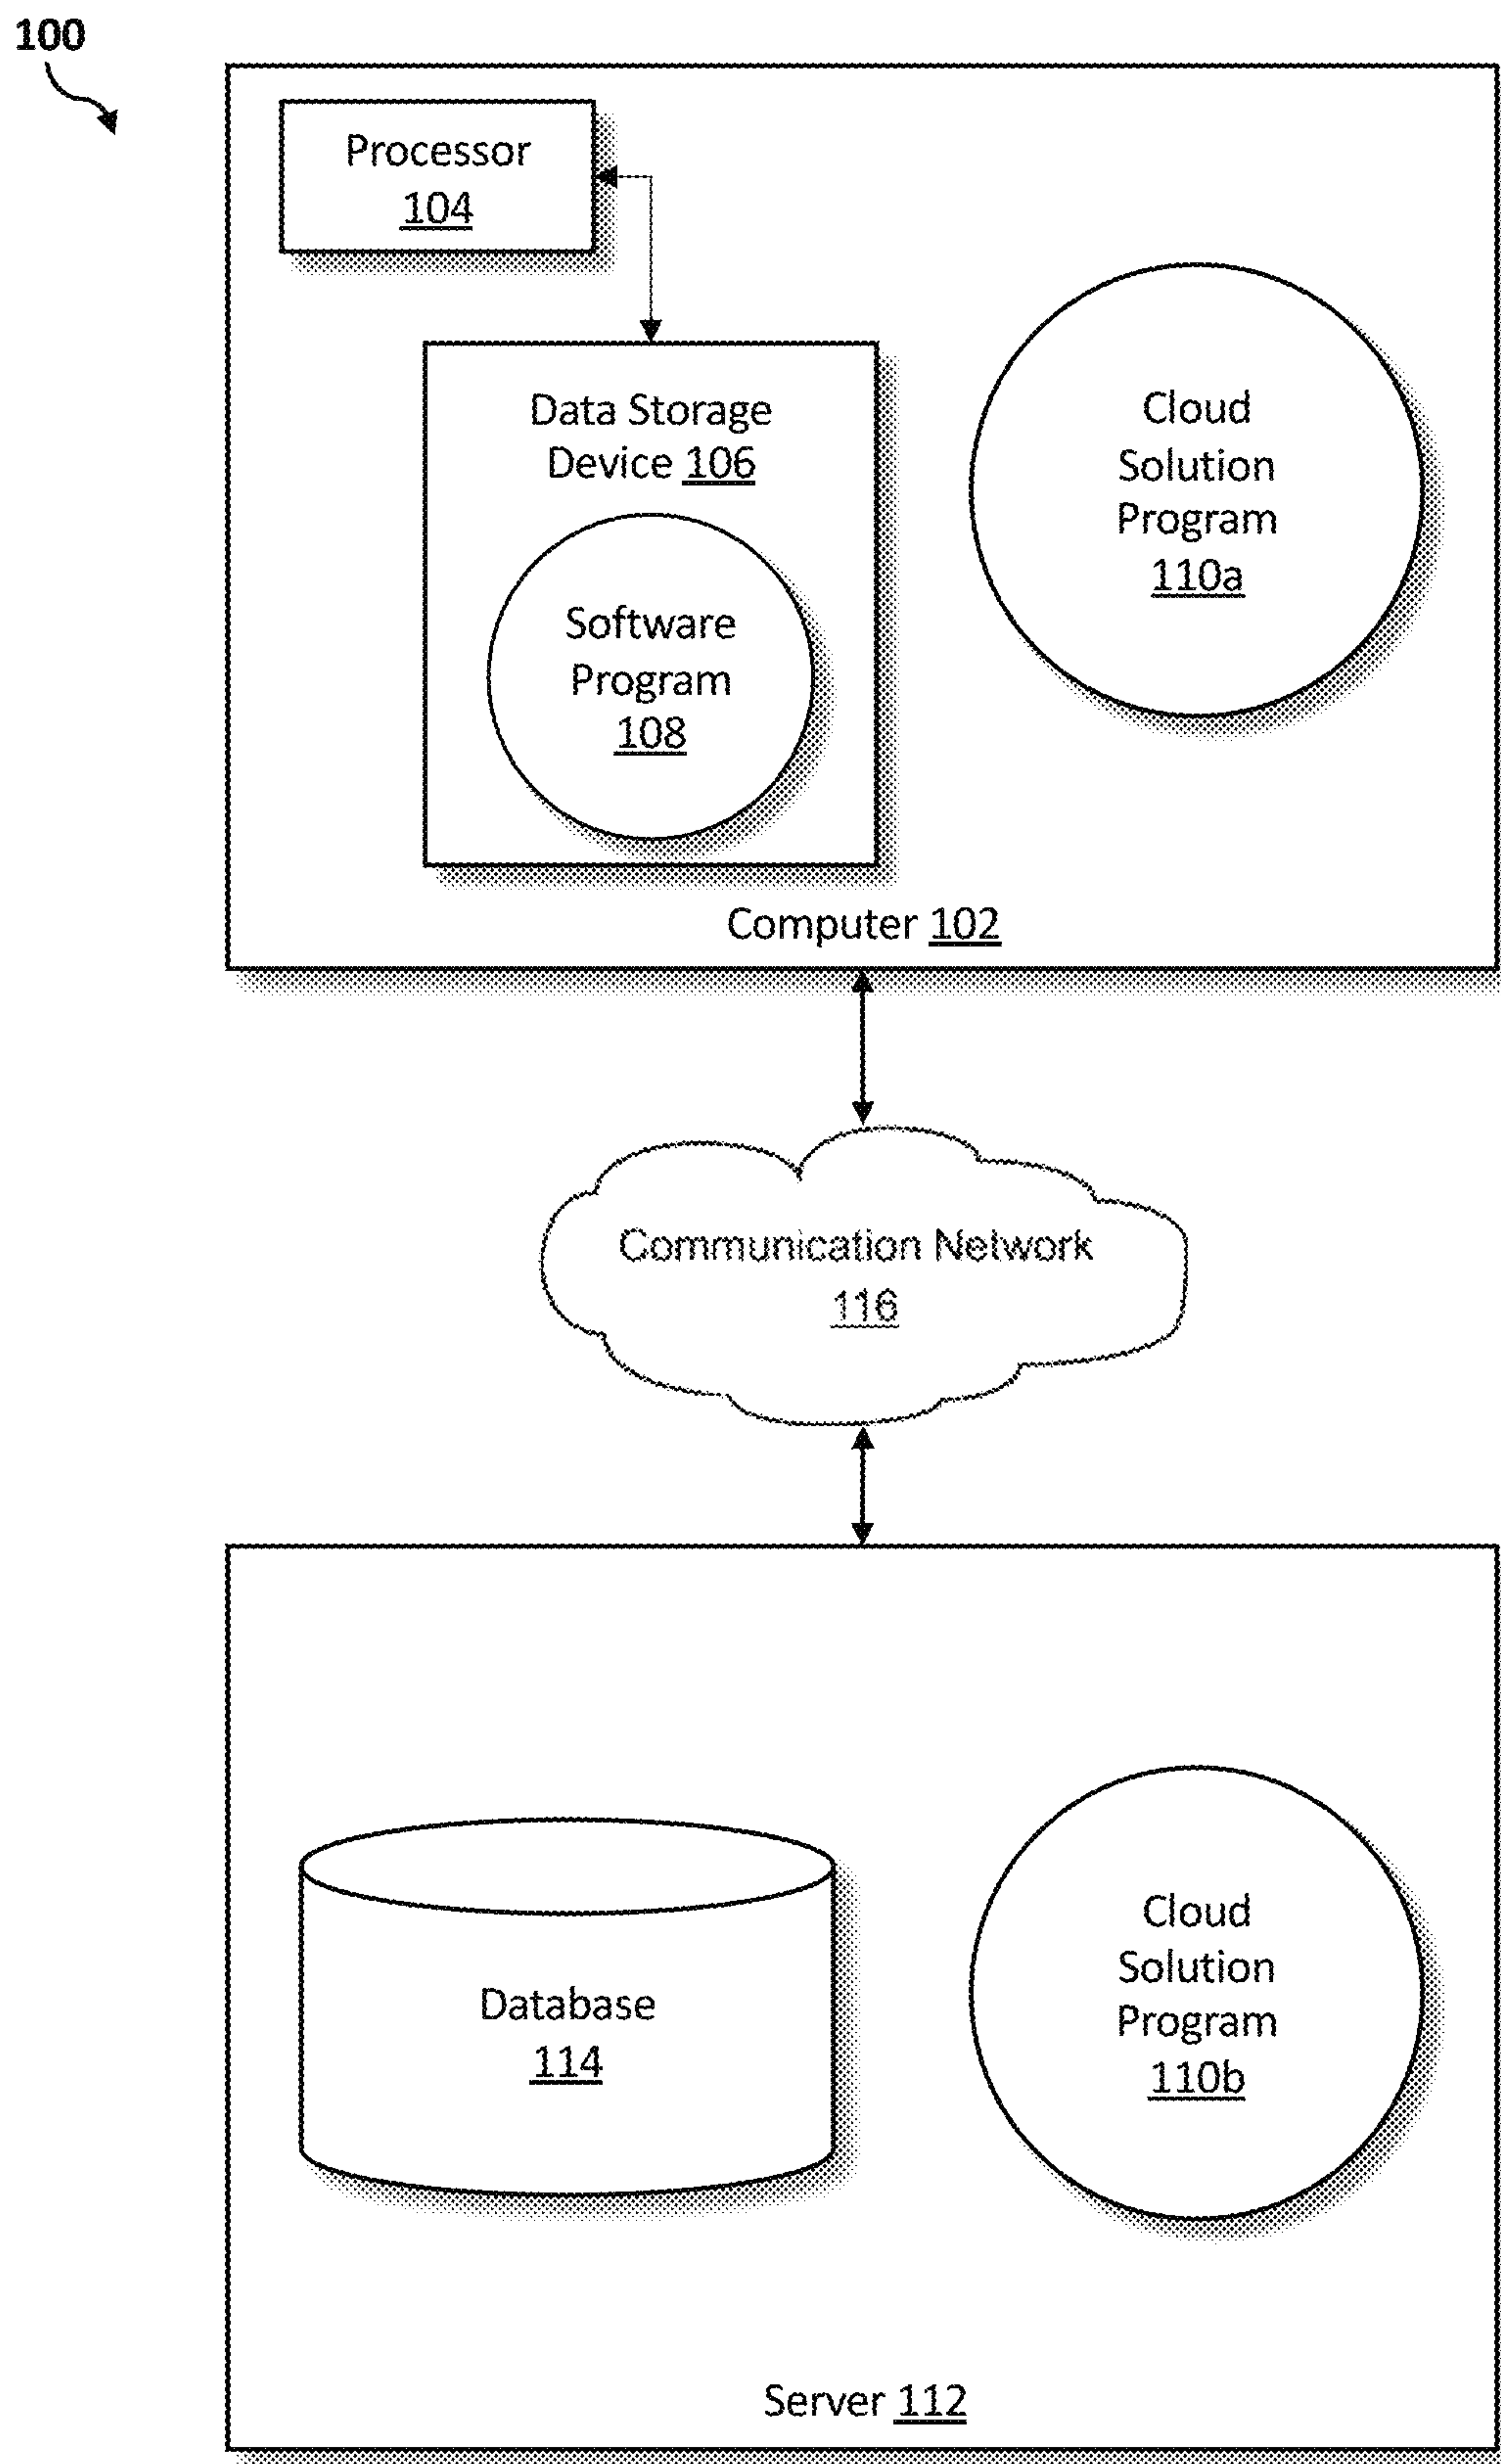 100
Processor
104
Data Storage
Device 106
Software
Program
108
Cloud
Solution
Program
110a
Computer 102
Communication Network
116
Database
114
Cloud
Solution
Program
110b
Server 112